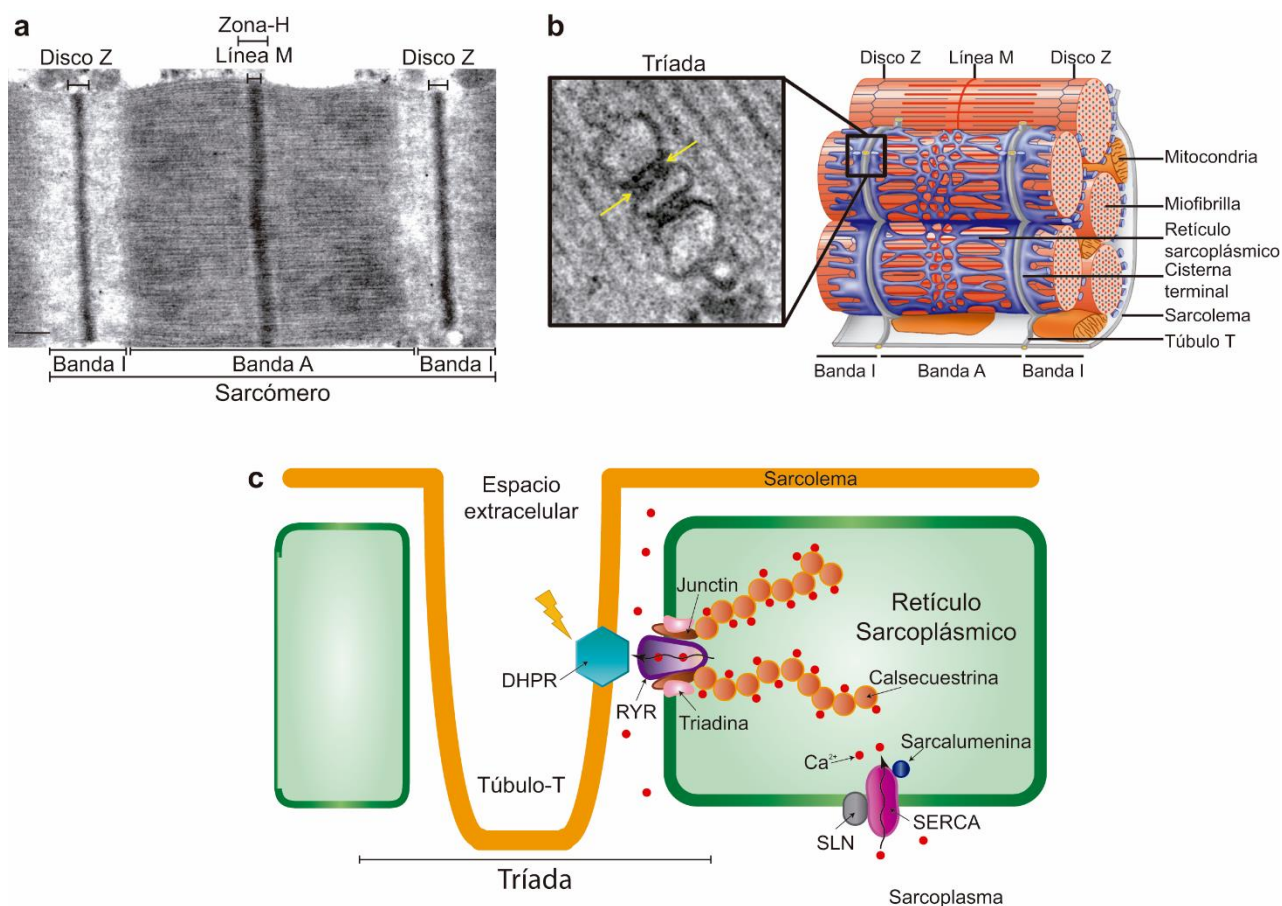 a
Zona-H
Disco Z
Línea M
Disco Z
Banda I
Banda A
Banda I
Sarcómero
b
Tríada
Disco Z
Línea M
Disco Z
Mitocondria
Miofibrilla
Retículo
sarcoplásmico
Cisterna
terminal
Sarcolema
Túbulo T
Banda I
Banda A
Banda I
c
Sarcolema
Espacio
extracelular
Junctin
Retículo
Sarcoplásmico
DHPR
RYR
Triadina
Calsecuestrina
Ca²⁺
Sarcalumenina
Túbulo-T
SLN
SERCA
Tríada
Sarcoplasma